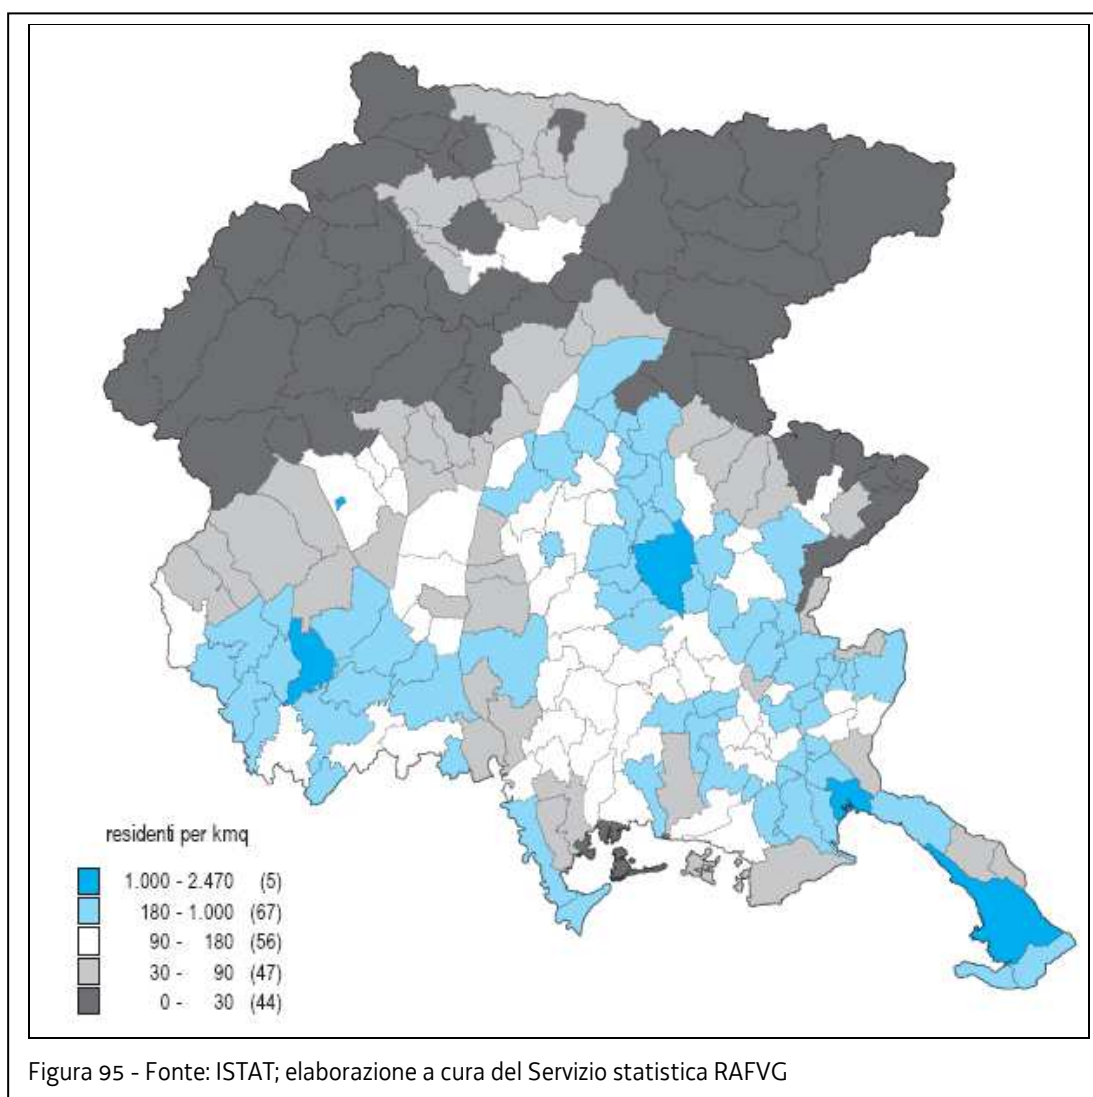 residenti per kmq
1.000 - 2.470 (5)
180 - 1.000 (67)
90 - 180 (56)
30 - 90 (47)
0 - 30 (44)
Figura 95 - Fonte: ISTAT; elaborazione a cura del Servizio statistica RAFVG